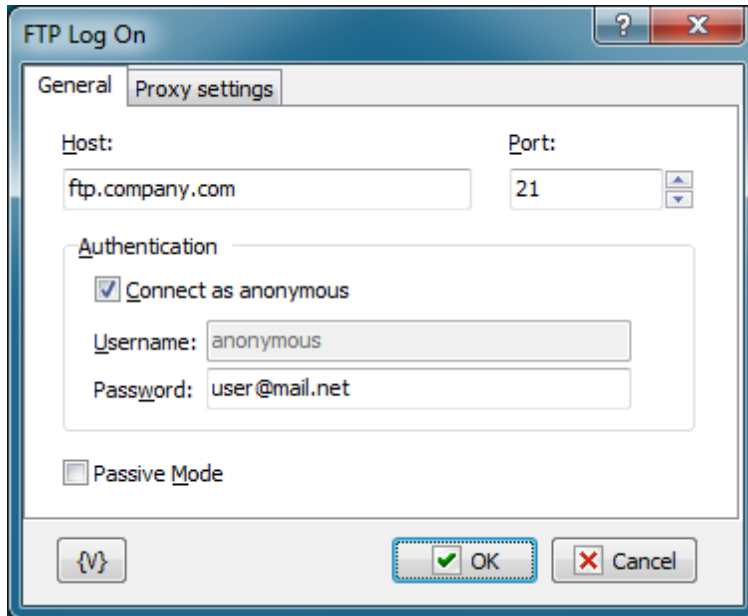 FTP Log On
?
General
Proxy settings
Host:
Port:
ftp.company.com
21
Authentication
Connect as anonymous
Username: anonymous
Password: user@mail.net
Passive Mode
{V}
OK
Cancel